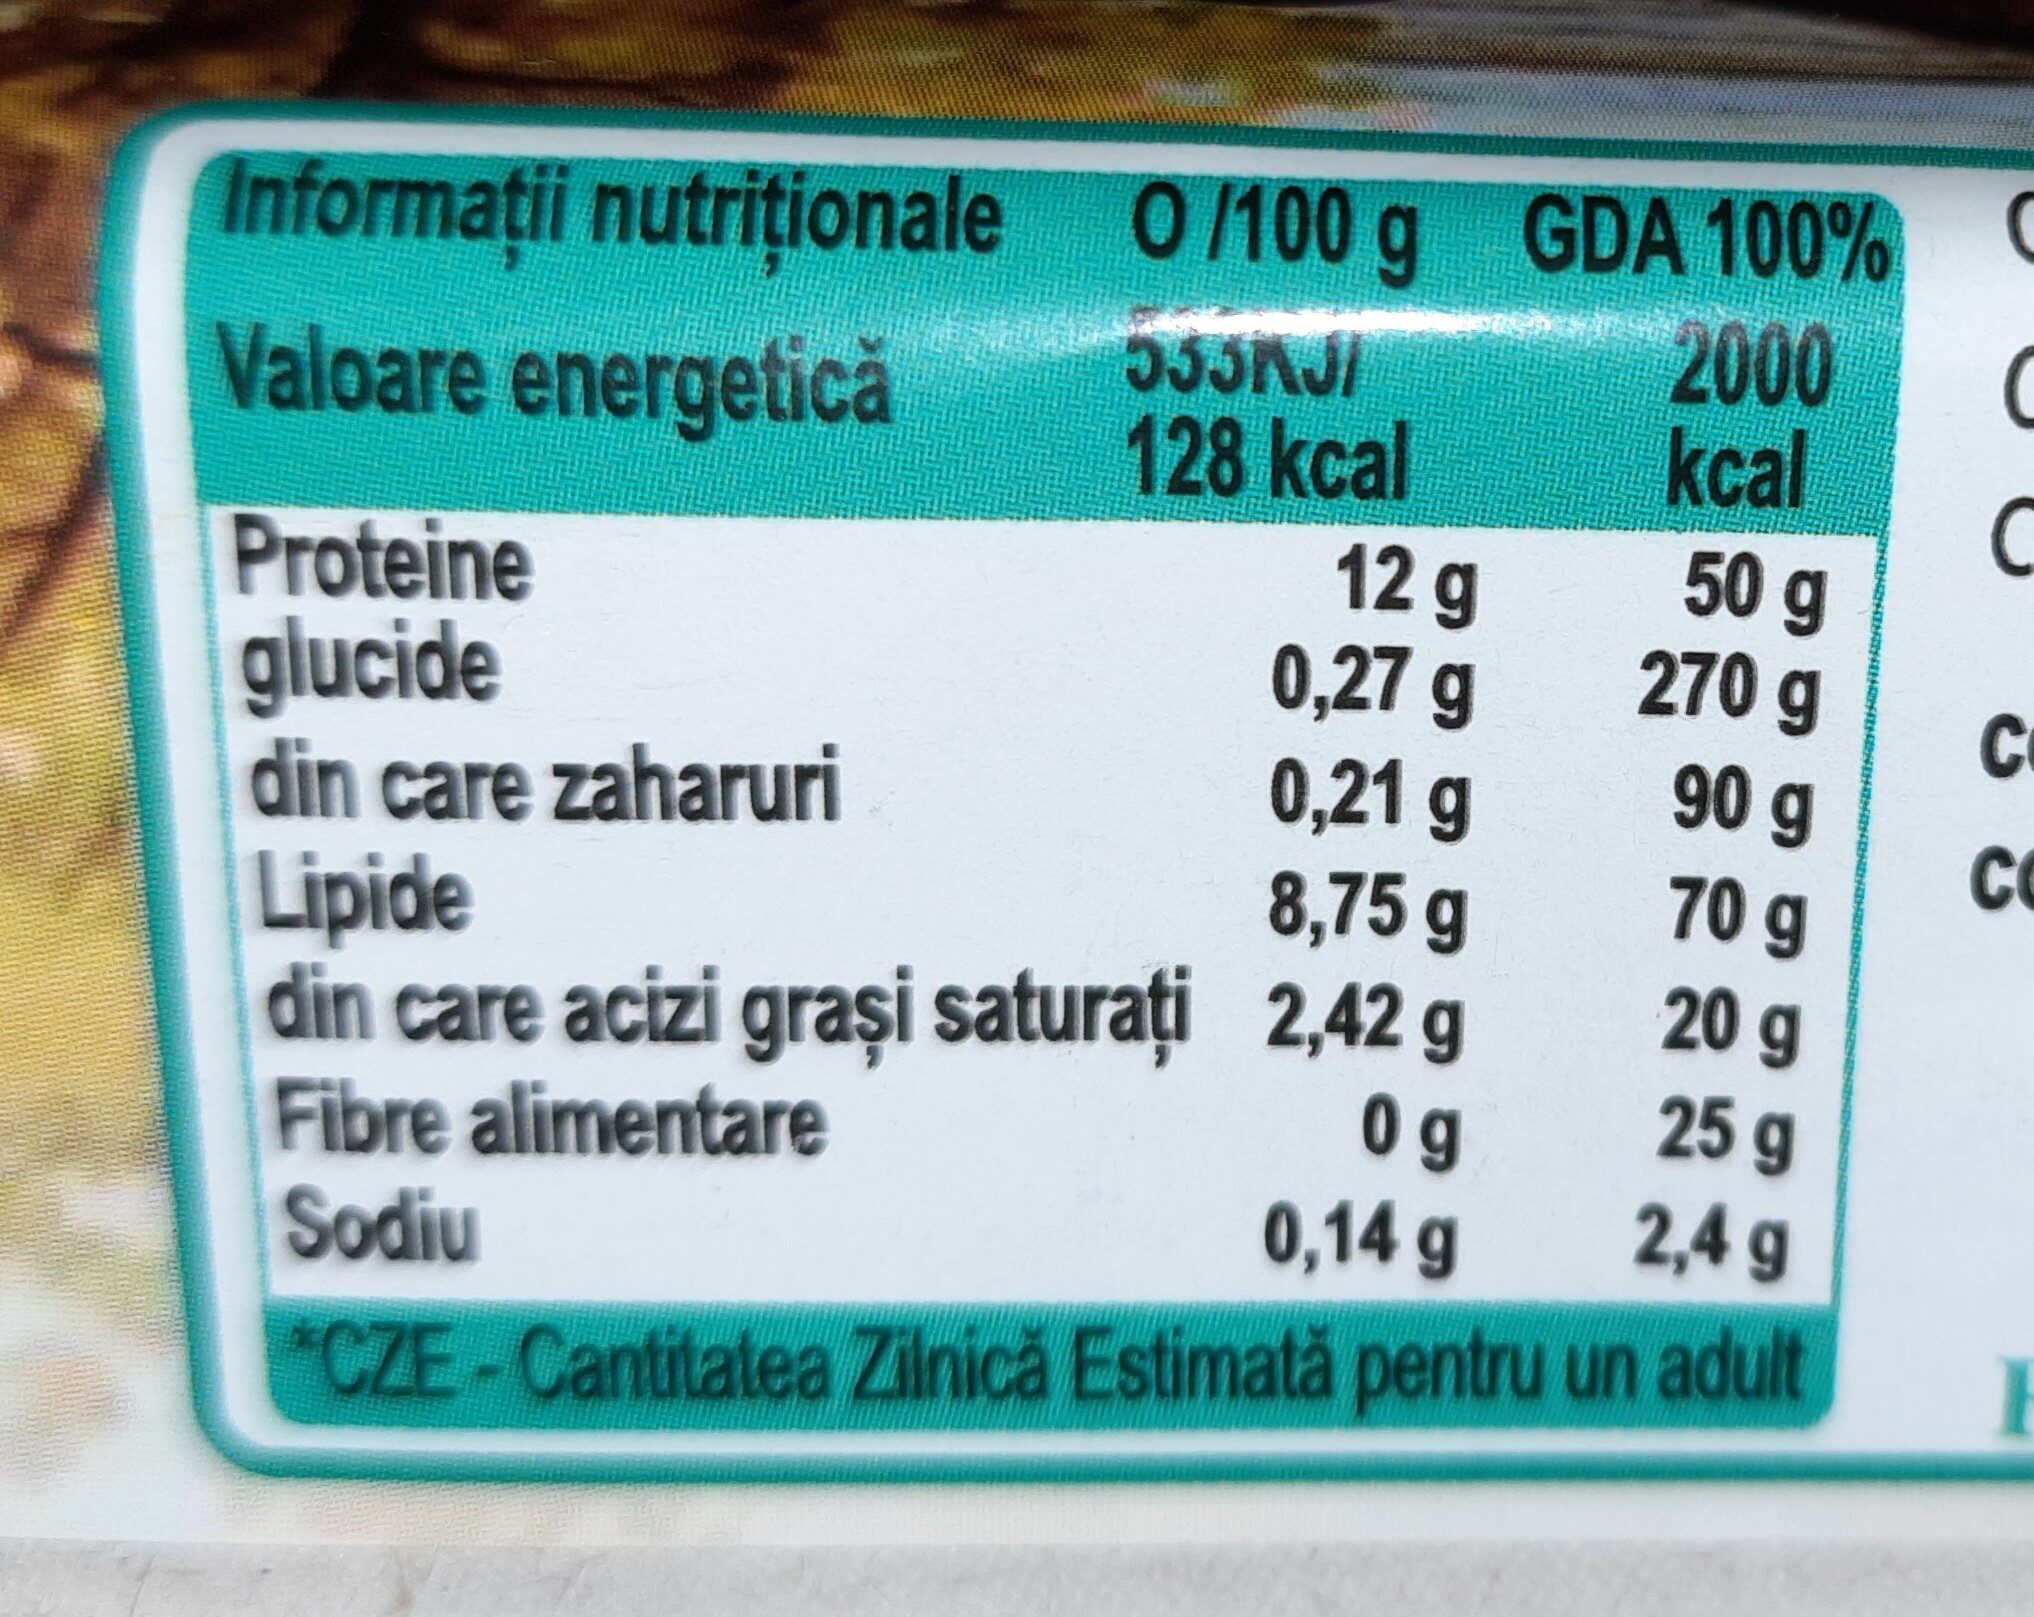 Informații nutriționale O /100 g GDA 100%
Valoare energetică 533KJ/ 2000
128 kcal kcal
Proteine 12 g 50 g
glucide 0,27 g 270 g
din care zaharuri 0,21 g 90 g
Lipide 8,75 g 70 g
din care acizi grași saturați 2,42 g 20 g
Fibre alimentare 0 g 25 g
Sodiu 0,14 g 2,4 g
*CZE - Cantitatea Zilnică Estimată pentru un adult